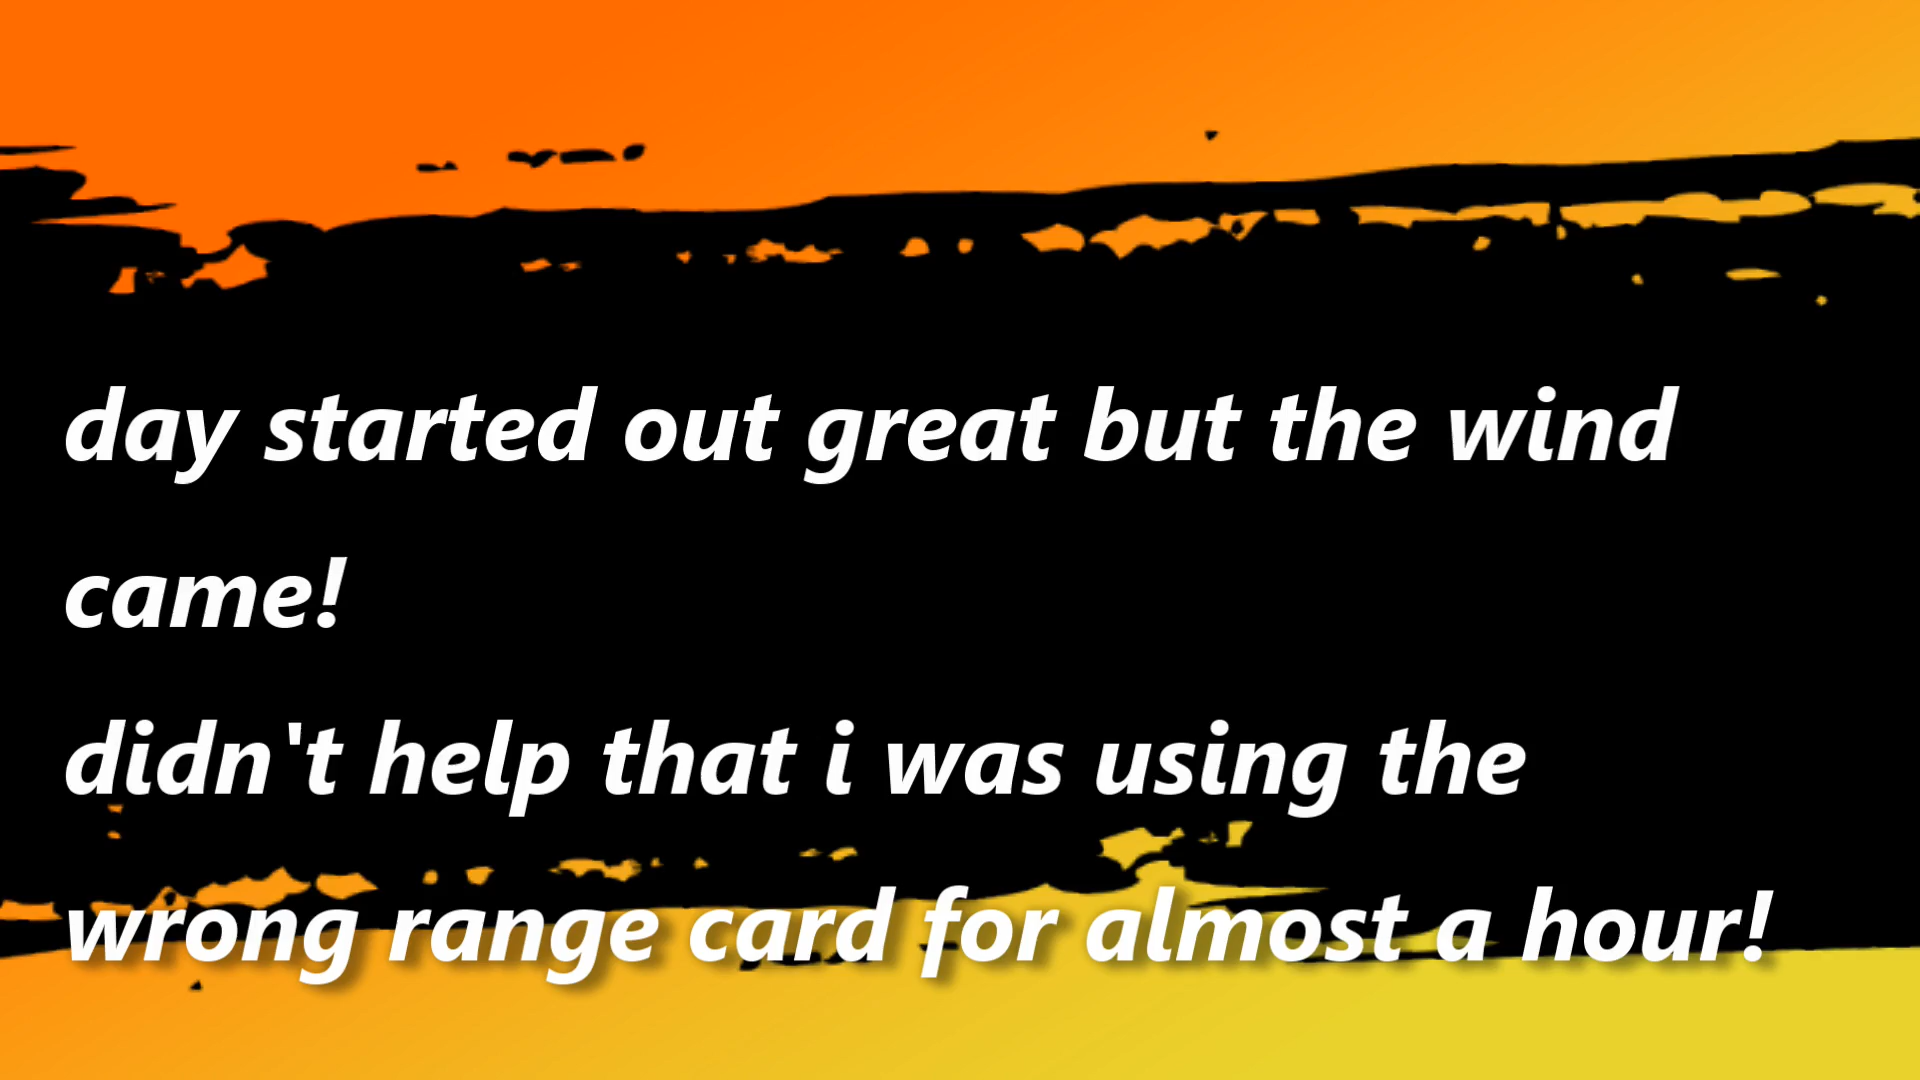 day started out great but the wind
came!
didn't help that i was using the
wrong range card for almost a hour!